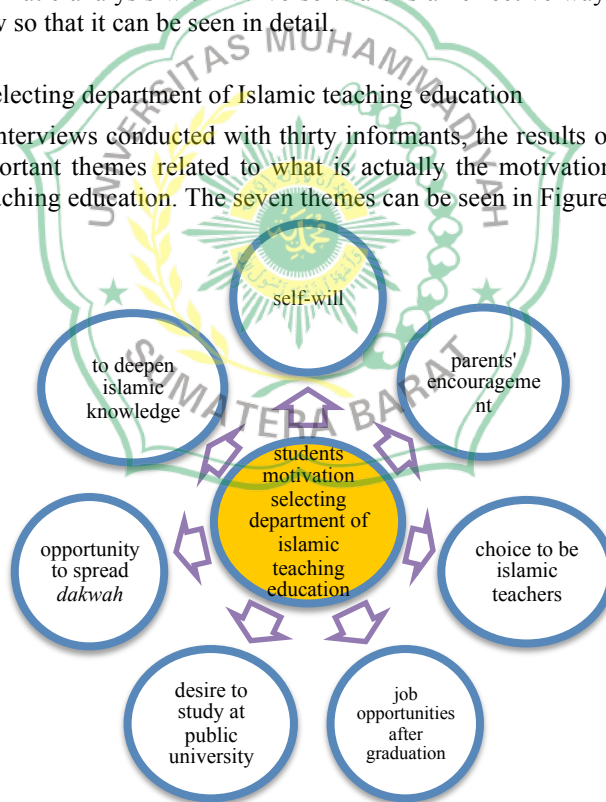 so that it can be seen in detail.
electing department of Islamic teaching education
nterviews conducted with thirty informants, the results o
portant themes related to what is actually the motivation
aching education. The seven themes can be seen in Figure
UNIVERSITAS MUHAMMADIYAH
SUMATERA BARAT
self-will
to deepen
islamic
knowledge
parents'
encourageme
nt
students
motivation
selecting
department of
islamic
teaching
education
opportunity
to spread
dakwah
choice to be
islamic
teachers
desire to
study at
public
university
job
opportunities
after
graduation